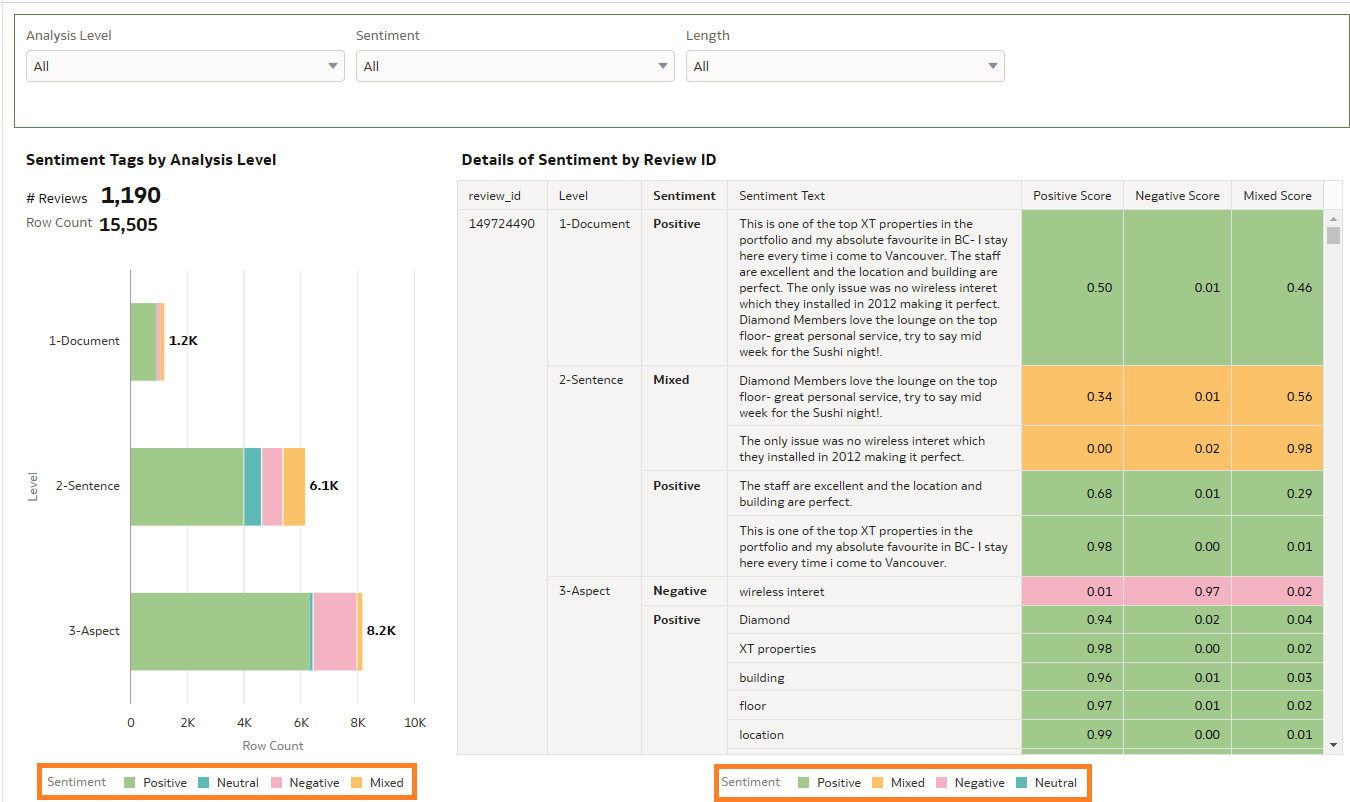 Analysis Level
Sentiment
Length
All
All
All
Sentiment Tags by Analysis Level
# Reviews 1,190
Row Count 15,505
1-Document 1.2K
2-Sentence 6.1K
3-Aspect 8.2K
Level
0 2K 4K 6K 8K 10K
Row Count
Sentiment Positive Neutral Negative Mixed
Details of Sentiment by Review ID
review_id Level Sentiment Sentiment Text Positive Score Negative Score Mixed Score
149724490 1-Document Positive This is one of the top XT properties in the
portfolio and my absolute favourite in BC- I stay
here every time i come to Vancouver. The staff
are excellent and the location and building are
perfect. The only issue was no wireless interet
which they installed in 2012 making it perfect.
Diamond Members love the lounge on the top
floor- great personal service, try to say mid
week for the Sushi night!.
0.50 0.01 0.46
2-Sentence Mixed Diamond Members love the lounge on the top
floor- great personal service, try to say mid
week for the Sushi night!.
0.34 0.01 0.56
The only issue was no wireless interet which
they installed in 2012 making it perfect.
0.00 0.02 0.98
Positive The staff are excellent and the location and
building are perfect.
0.68 0.01 0.29
This is one of the top XT properties in the
portfolio and my absolute favourite in BC- I stay
here every time i come to Vancouver.
0.98 0.00 0.01
3-Aspect Negative wireless interet 0.01 0.97 0.02
Positive Diamond 0.94 0.02 0.04
XT properties 0.98 0.00 0.02
building 0.96 0.01 0.03
floor 0.97 0.01 0.02
location 0.99 0.00 0.01
Sentiment Positive Mixed Negative Neutral